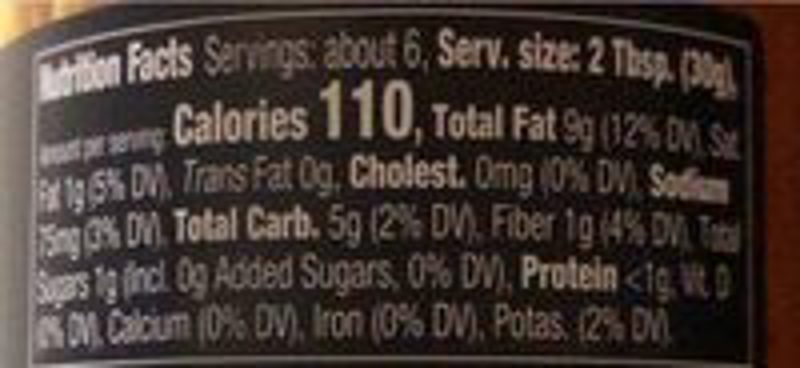 Nutrition Facts Servings: about 6, Serv. size: 2 Tbsp. (30g),
Amount per serving: Calories 110, Total Fat 9g (12% DV), Sat.
Fat 1g (5% DV), Trans Fat 0g, Cholest. 0mg (0% DV), Sodium
75mg (3% DV), Total Carb. 5g (2% DV), Fiber 1g (4% DV), Total
Sugars 1g (Incl. 0g Added Sugars, 0% DV), Protein <1g, Vit. D
(0% DV), Calcium (0% DV), Iron (0% DV), Potas. (2% DV).